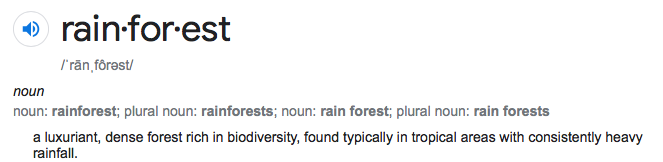 rain·for·est
/ˈrānˌfôrəst/
noun
noun: rainforest; plural noun: rainforests; noun: rain forest; plural noun: rain forests
a luxuriant, dense forest rich in biodiversity, found typically in tropical areas with consistently heavy
rainfall.